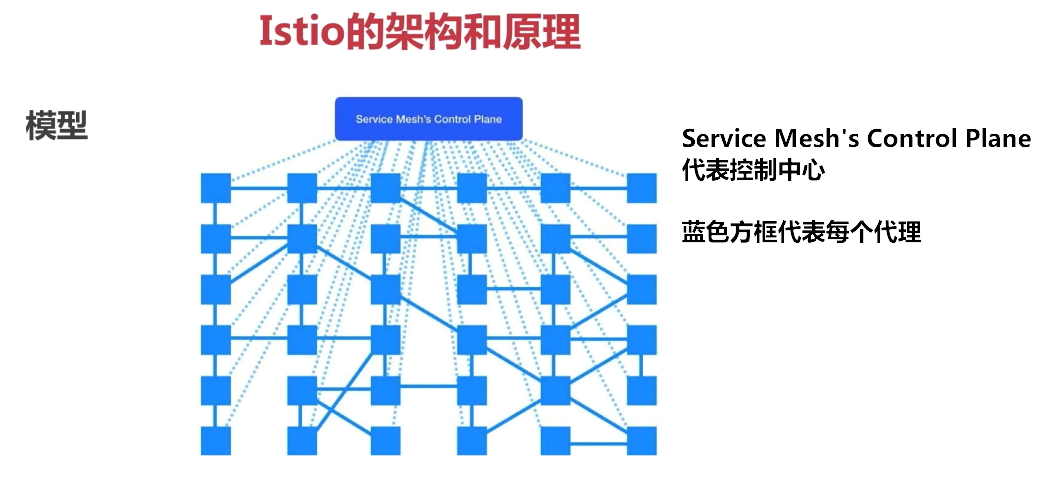 Istio的架构和原理
模型
Service Mesh's Control Plane
Service Mesh's Control Plane
代表控制中心
蓝色方框代表每个代理